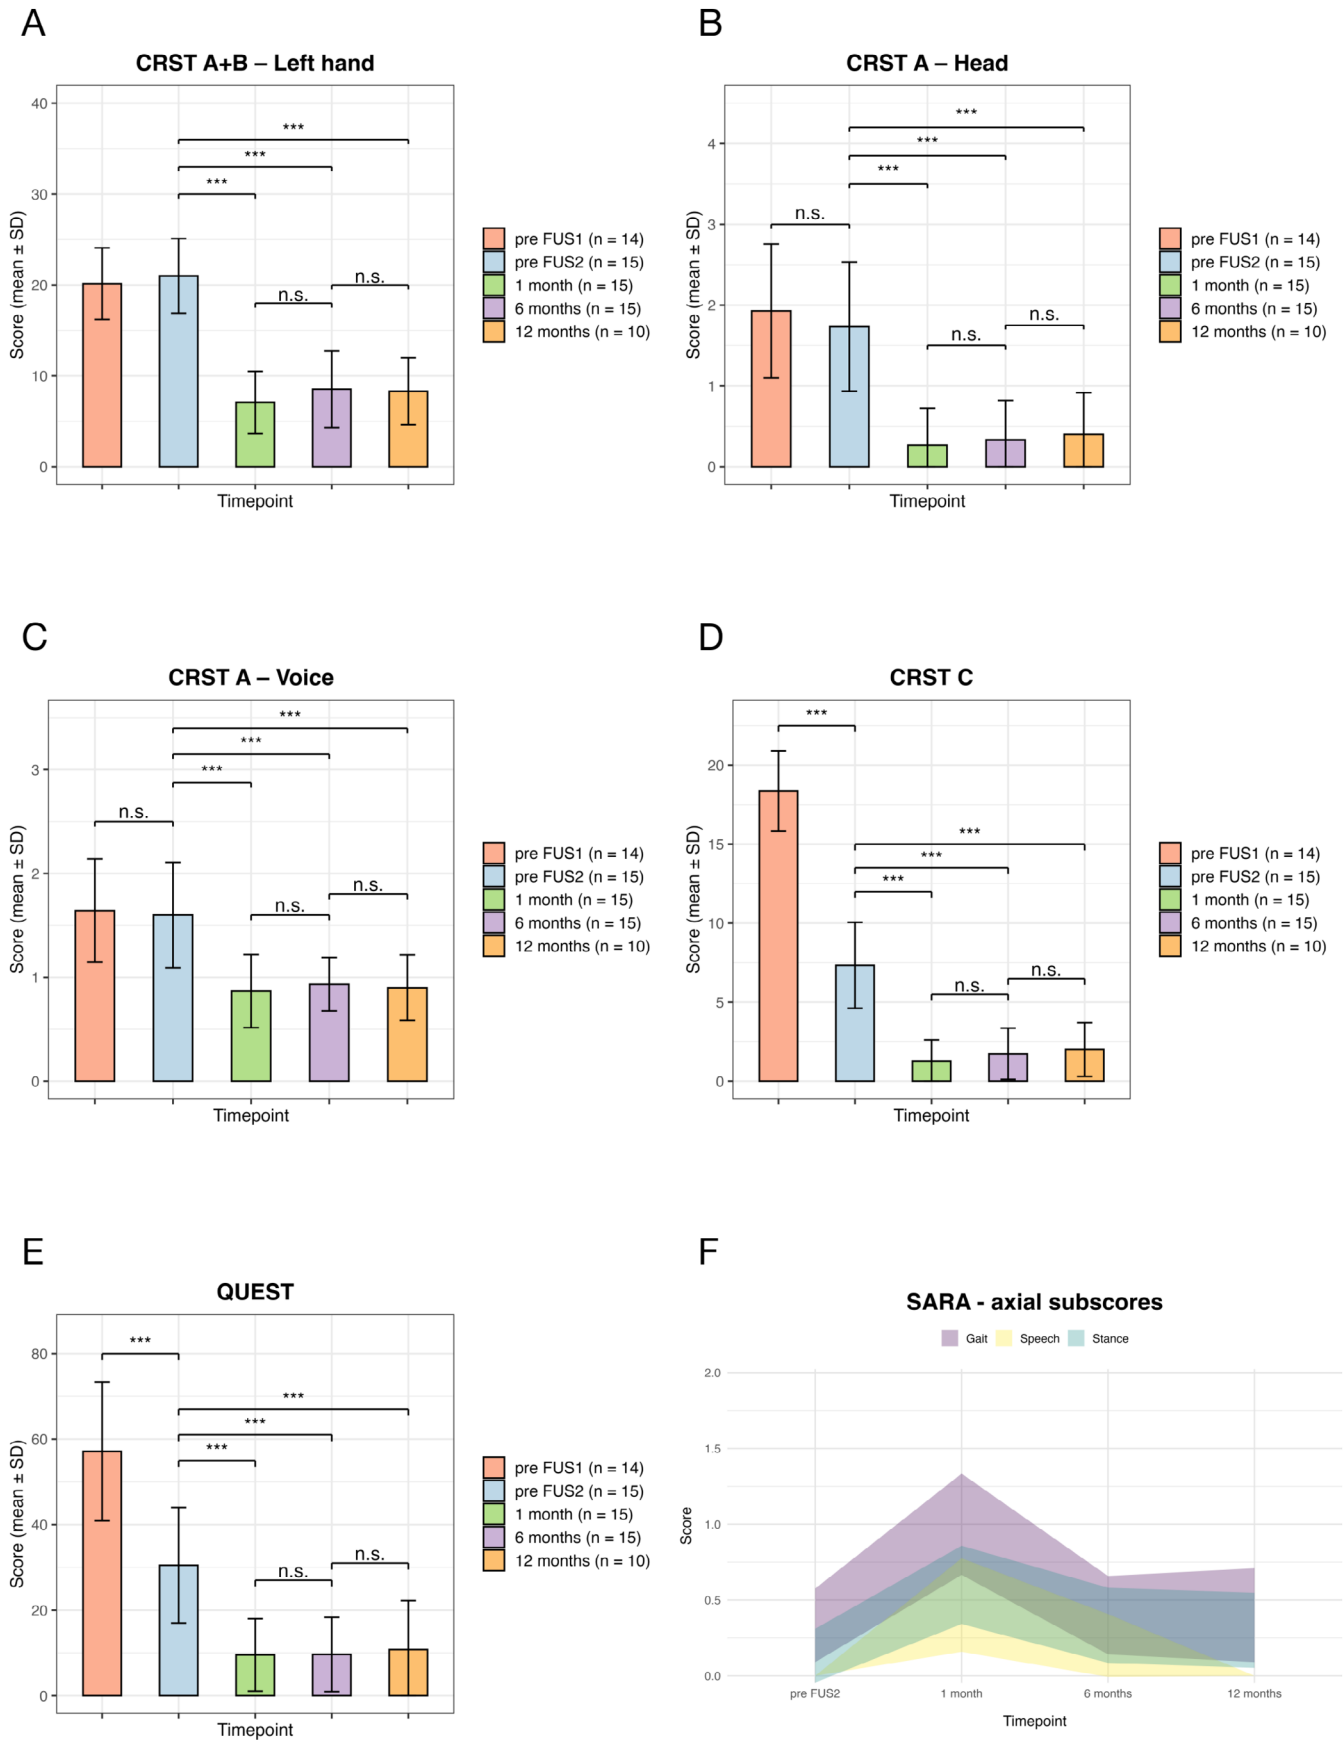 A
CRST A+B – Left hand
Score (mean ± SD)
40
30
20
10
0
***
***
***
n.s.
n.s.
Timepoint
pre FUS1 (n = 14)
pre FUS2 (n = 15)
1 month (n = 15)
6 months (n = 15)
12 months (n = 10)
B
CRST A – Head
Score (mean ± SD)
4
3
2
1
0
***
***
***
n.s.
n.s.
n.s.
Timepoint
pre FUS1 (n = 14)
pre FUS2 (n = 15)
1 month (n = 15)
6 months (n = 15)
12 months (n = 10)
C
CRST A – Voice
Score (mean ± SD)
3
2
1
0
***
***
***
n.s.
n.s.
n.s.
Timepoint
pre FUS1 (n = 14)
pre FUS2 (n = 15)
1 month (n = 15)
6 months (n = 15)
12 months (n = 10)
D
CRST C
Score (mean ± SD)
20
15
10
5
0
***
***
***
***
n.s.
n.s.
Timepoint
pre FUS1 (n = 14)
pre FUS2 (n = 15)
1 month (n = 15)
6 months (n = 15)
12 months (n = 10)
E
QUEST
Score (mean ± SD)
80
60
40
20
0
***
***
***
***
n.s.
n.s.
Timepoint
pre FUS1 (n = 14)
pre FUS2 (n = 15)
1 month (n = 15)
6 months (n = 15)
12 months (n = 10)
F
SARA - axial subscores
Gait Speech Stance
Score
2.0
1.5
1.0
0.5
0.0
pre FUS2 1 month 6 months 12 months
Timepoint